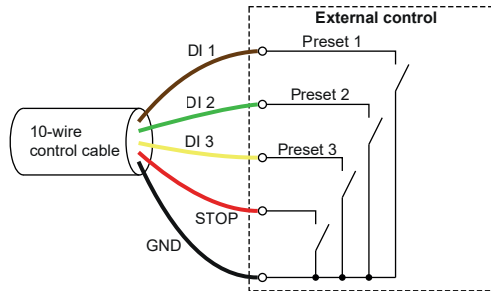 External control
DI 1
Preset 1
DI 2
Preset 2
10-wire
control cable
DI 3
Preset 3
STOP
GND